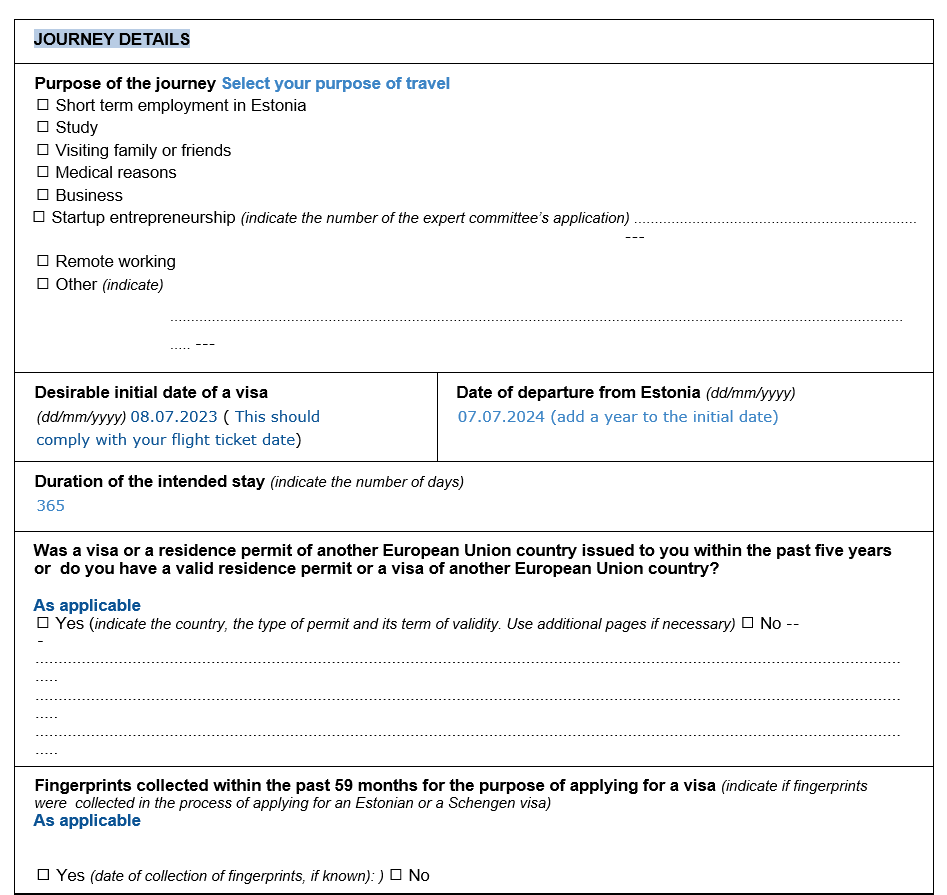 JOURNEY DETAILS
Purpose of the journey Select your purpose of travel
☐ Short term employment in Estonia
☐ Study
☐ Visiting family or friends
☐ Medical reasons
☐ Business
☐ Startup entrepreneurship (indicate the number of the expert committee's application) ....................................................................
---
☐ Remote working
☐ Other (indicate)
................................................................................................................................................................................
..... ---
Desirable initial date of a visa
(dd/mm/yyyy) 08.07.2023 ( This should
comply with your flight ticket date)
Date of departure from Estonia (dd/mm/yyyy)
07.07.2024 (add a year to the initial date)
Duration of the intended stay (indicate the number of days)
365
Was a visa or a residence permit of another European Union country issued to you within the past five years
or do you have a valid residence permit or a visa of another European Union country?
As applicable
☐ Yes (indicate the country, the type of permit and its term of validity. Use additional pages if necessary) ☐ No --
-
................................................................................................................................................................................
.....
................................................................................................................................................................................
.....
................................................................................................................................................................................
.....
Fingerprints collected within the past 59 months for the purpose of applying for a visa (indicate if fingerprints
were collected in the process of applying for an Estonian or a Schengen visa)
As applicable
☐ Yes (date of collection of fingerprints, if known): ) ☐ No